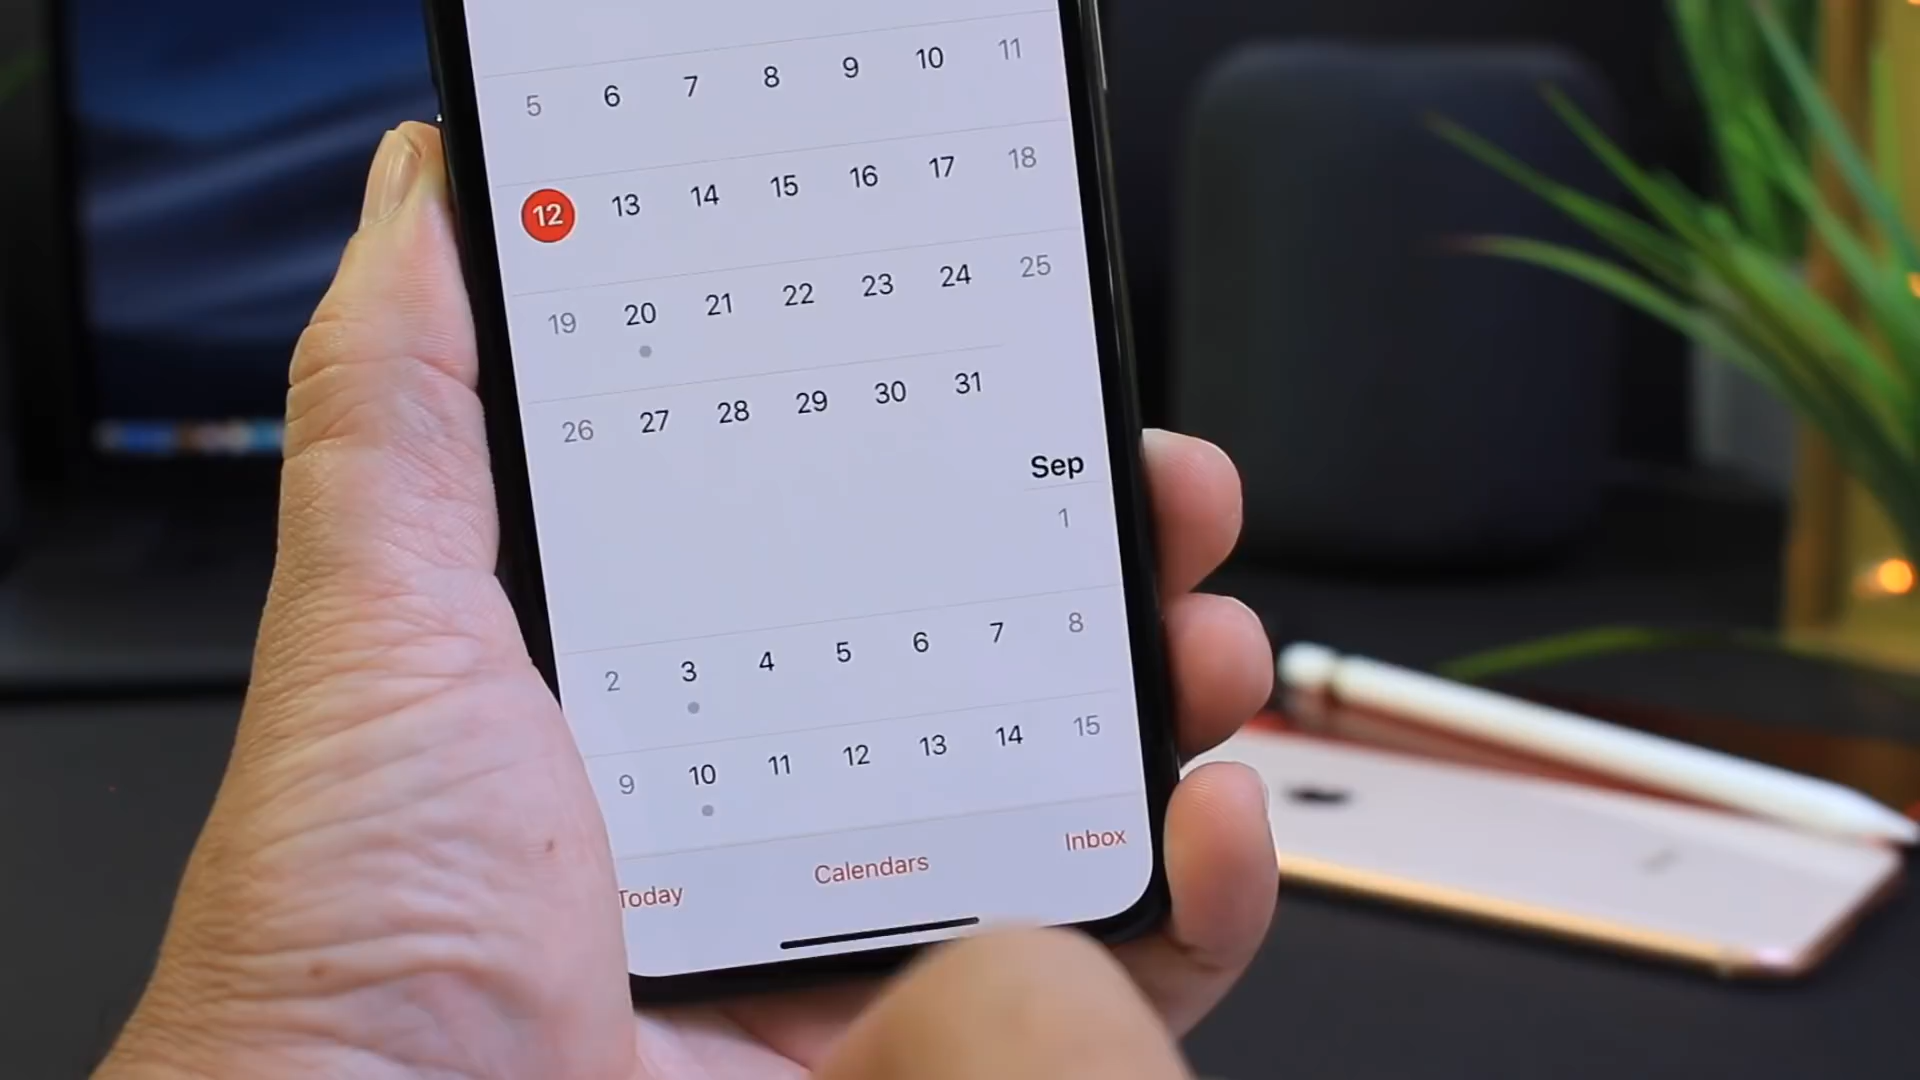 5 6 7 8 9 10 11
12 13 14 15 16 17 18
19 20 21 22 23 24 25
26 27 28 29 30 31
Sep
1
2 3 4 5 6 7 8
9 10 11 12 13 14 15
Today Calendars Inbox